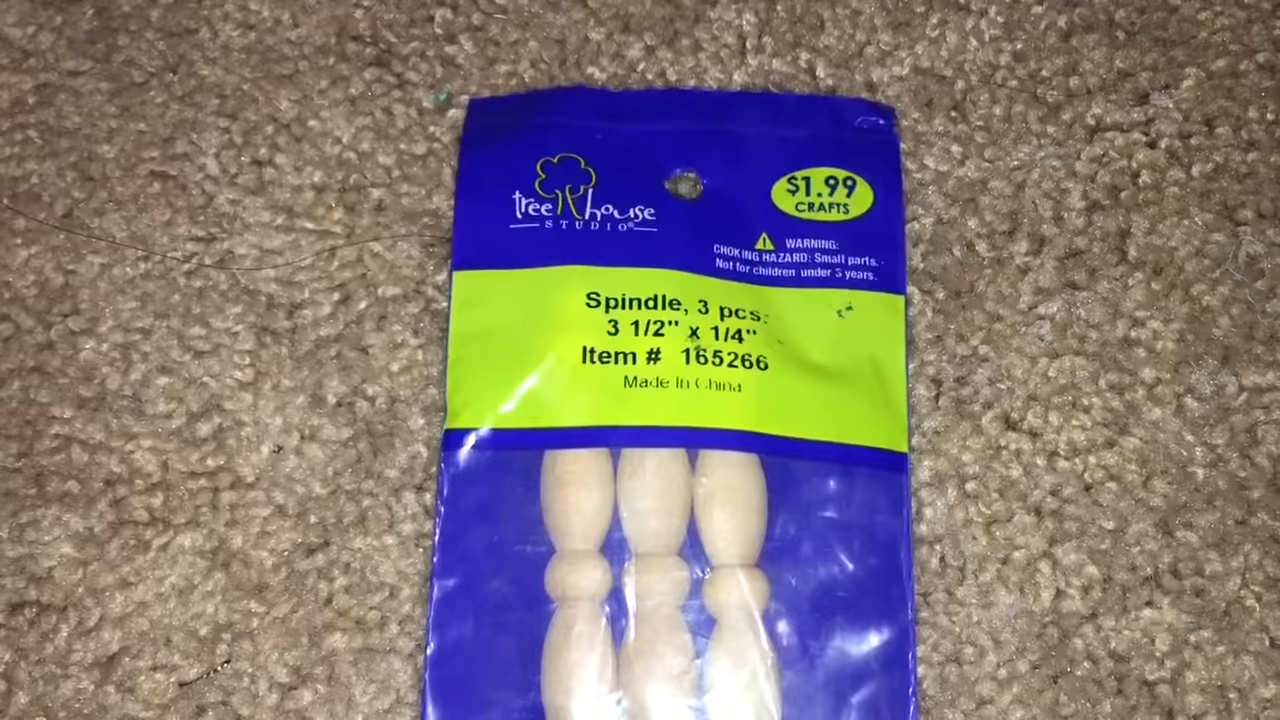 tree house
STUDIO®
$1.99
CRAFTS
WARNING:
CHOKING HAZARD: Small parts.
Not for children under 3 years.
Spindle, 3 pcs.
3 1/2" x 1/4"
Item # 165266
Made In China